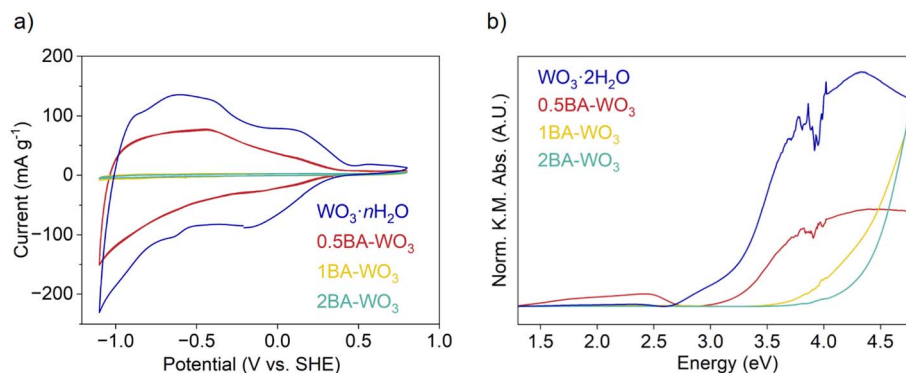 a)
200
100
0
−100
−200
Current (mA g⁻¹)
WO₃·nH₂O
0.5BA-WO₃
1BA-WO₃
2BA-WO₃
−1.0
−0.5
0.0
0.5
1.0
Potential (V vs. SHE)
b)
Norm. K.M. Abs. (A.U.)
WO₃·2H₂O
0.5BA-WO₃
1BA-WO₃
2BA-WO₃
1.5
2.0
2.5
3.0
3.5
4.0
4.5
Energy (eV)